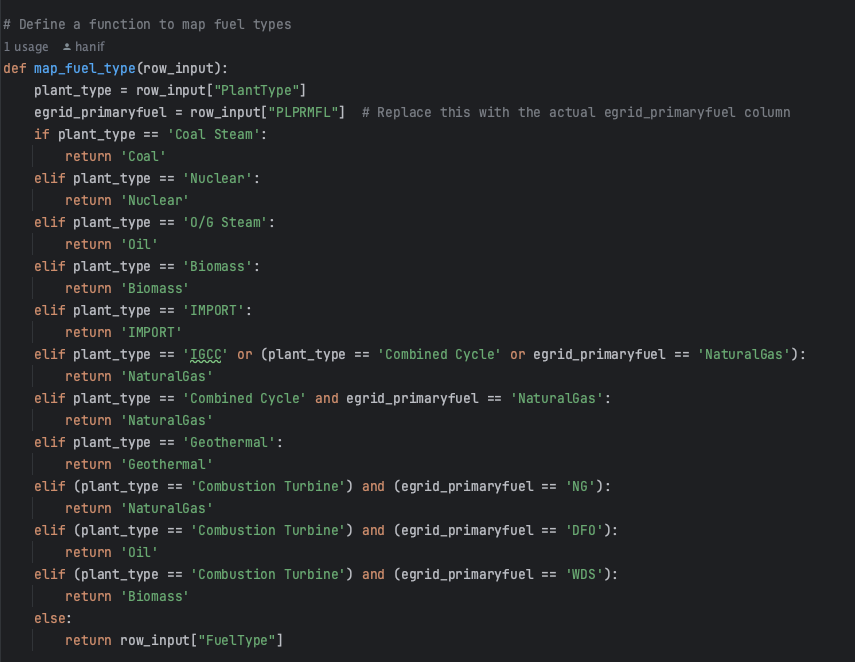 # Define a function to map fuel types
1 usage hanif
def map_fuel_type(row_input):
    plant_type = row_input["PlantType"]
    egrid_primaryfuel = row_input["PLPRMFL"]  # Replace this with the actual egrid_primaryfuel column
    if plant_type == 'Coal Steam':
        return 'Coal'
    elif plant_type == 'Nuclear':
        return 'Nuclear'
    elif plant_type == 'O/G Steam':
        return 'Oil'
    elif plant_type == 'Biomass':
        return 'Biomass'
    elif plant_type == 'IMPORT':
        return 'IMPORT'
    elif plant_type == 'IGCC' or (plant_type == 'Combined Cycle' or egrid_primaryfuel == 'NaturalGas'):
        return 'NaturalGas'
    elif plant_type == 'Combined Cycle' and egrid_primaryfuel == 'NaturalGas':
        return 'NaturalGas'
    elif plant_type == 'Geothermal':
        return 'Geothermal'
    elif (plant_type == 'Combustion Turbine') and (egrid_primaryfuel == 'NG'):
        return 'NaturalGas'
    elif (plant_type == 'Combustion Turbine') and (egrid_primaryfuel == 'DFO'):
        return 'Oil'
    elif (plant_type == 'Combustion Turbine') and (egrid_primaryfuel == 'WDS'):
        return 'Biomass'
    else:
        return row_input["FuelType"]